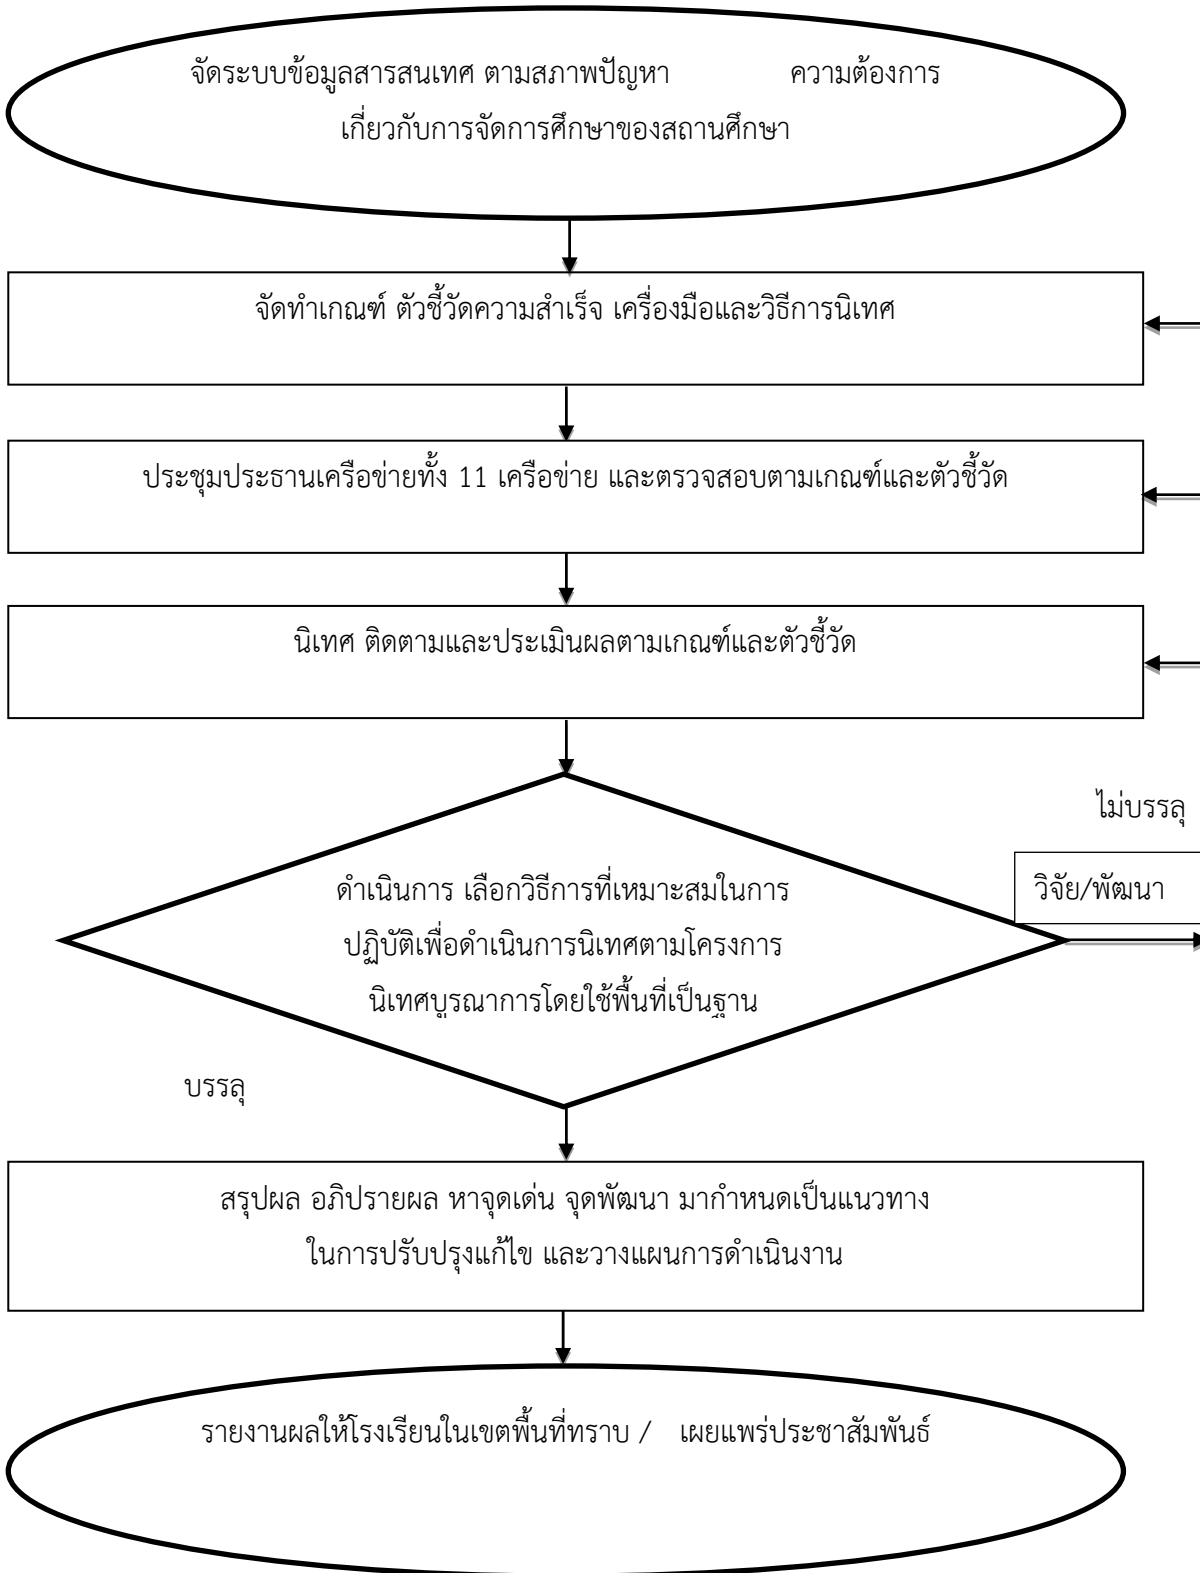 จัดระบบข้อมูลสารสนเทศ ตามสภาพปัญหา ความต้องการ
เกี่ยวกับการจัดการศึกษาของสถานศึกษา
จัดทำเกณฑ์ ตัวชี้วัดความสำเร็จ เครื่องมือและวิธีการนิเทศ
ประชุมประธานเครือข่ายทั้ง 11 เครือข่าย และตรวจสอบตามเกณฑ์และตัวชี้วัด
นิเทศ ติดตามและประเมินผลตามเกณฑ์และตัวชี้วัด
ไม่บรรลุ
วิจัย/พัฒนา
ดำเนินการ เลือกวิธีการที่เหมาะสมในการ
ปฏิบัติเพื่อดำเนินการนิเทศตามโครงการ
นิเทศบูรณาการโดยใช้พื้นที่เป็นฐาน
บรรลุ
สรุปผล อภิปรายผล หาจุดเด่น จุดพัฒนา มากำหนดเป็นแนวทาง
ในการปรับปรุงแก้ไข และวางแผนการดำเนินงาน
รายงานผลให้โรงเรียนในเขตพื้นที่ทราบ / เผยแพร่ประชาสัมพันธ์